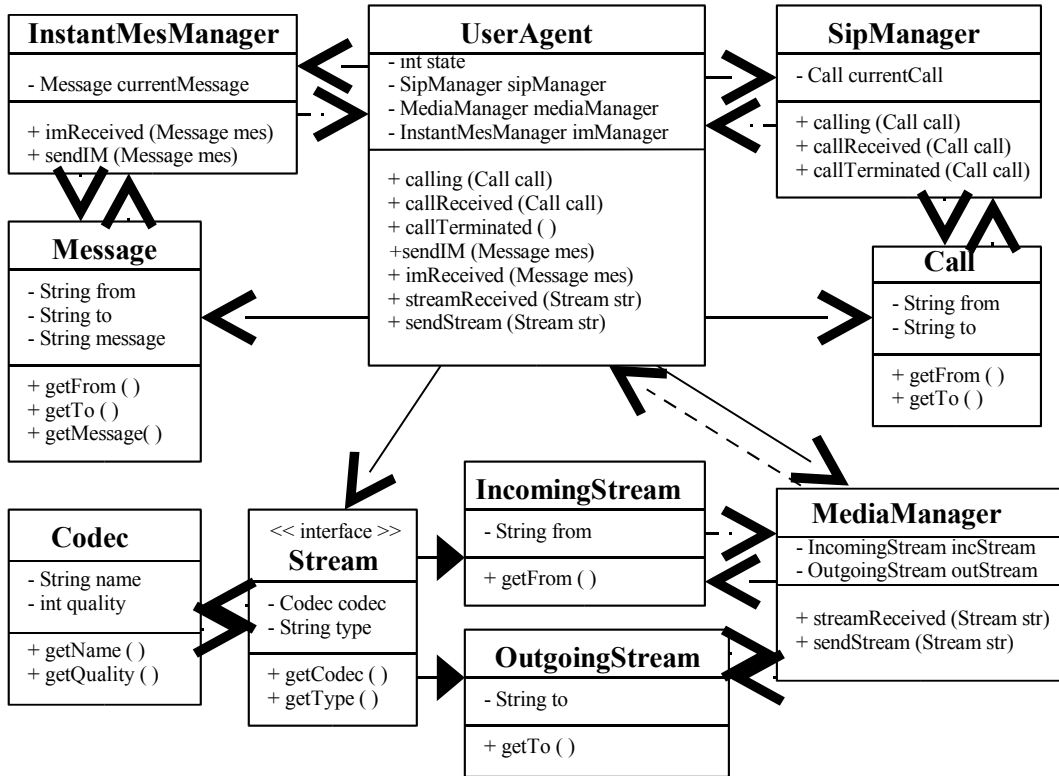 InstantMesManager
- Message currentMessage
+ imReceived (Message mes)
+ sendIM (Message mes)
UserAgent
- int state
- SipManager sipManager
- MediaManager mediaManager
- InstantMesManager imManager
+ calling (Call call)
+ callReceived (Call call)
+ callTerminated ( )
+sendIM (Message mes)
+ imReceived (Message mes)
+ streamReceived (Stream str)
+ sendStream (Stream str)
SipManager
- Call currentCall
+ calling (Call call)
+ callReceived (Call call)
+ callTerminated (Call call)
Message
- String from
- String to
- String message
+ getFrom ( )
+ getTo ( )
+ getMessage( )
Call
- String from
- String to
+ getFrom ( )
+ getTo ( )
Codec
- String name
- int quality
+ getName ( )
+ getQuality ( )
<< interface >>
Stream
- Codec codec
- String type
+ getCodec ( )
+ getType ( )
IncomingStream
- String from
+ getFrom ( )
OutgoingStream
- String to
+ getTo ( )
MediaManager
- IncomingStream incStream
- OutgoingStream outStream
+ streamReceived (Stream str)
+ sendStream (Stream str)